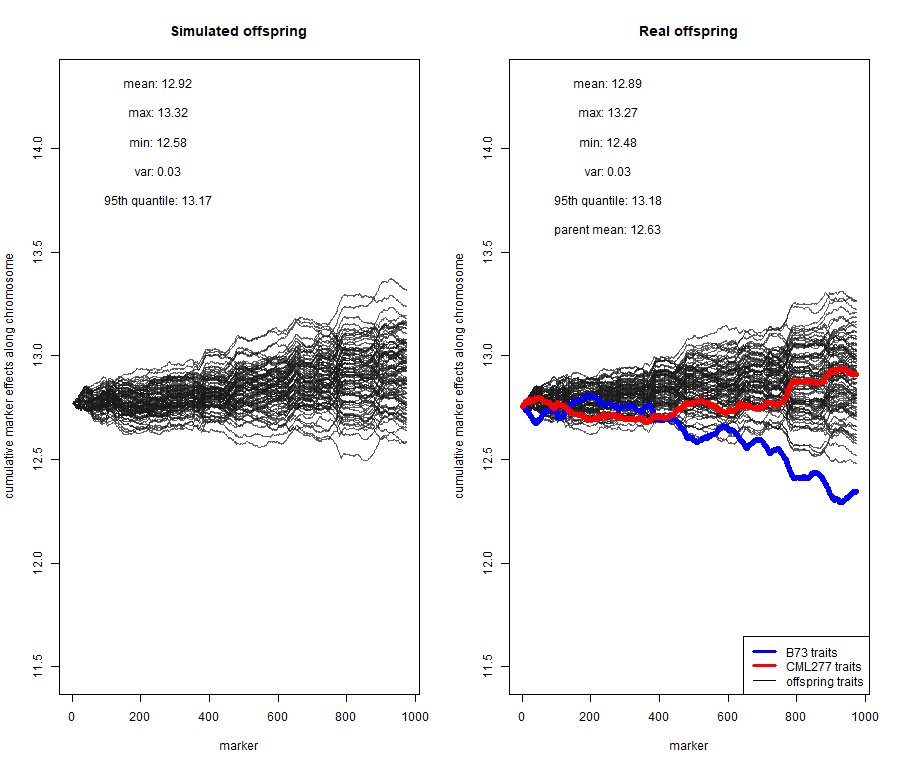 Simulated offspring
mean: 12.92
max: 13.32
min: 12.58
var: 0.03
95th quantile: 13.17
cumulative marker effects along chromosome
14.0
13.5
13.0
12.5
12.0
11.5
0 200 400 600 800 1000
marker
Real offspring
mean: 12.89
max: 13.27
min: 12.48
var: 0.03
95th quantile: 13.18
parent mean: 12.63
cumulative marker effects along chromosome
14.0
13.5
13.0
12.5
12.0
11.5
B73 traits
CML277 traits
offspring traits
0 200 400 600 800 1000
marker